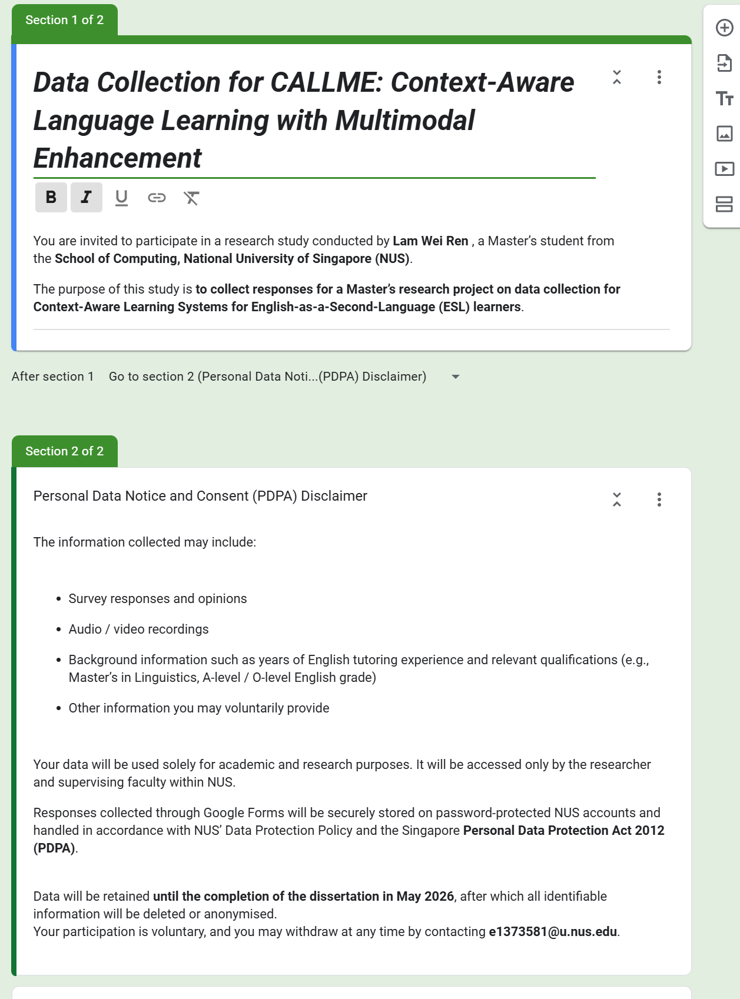 Section 1 of 2
Data Collection for CALLME: Context-Aware
Language Learning with Multimodal
Enhancement
B I U
You are invited to participate in a research study conducted by Lam Wei Ren , a Master’s student from
the School of Computing, National University of Singapore (NUS).
The purpose of this study is to collect responses for a Master’s research project on data collection for
Context-Aware Learning Systems for English-as-a-Second-Language (ESL) learners.
After section 1 Go to section 2 (Personal Data Noti...(PDPA) Disclaimer)
Section 2 of 2
Personal Data Notice and Consent (PDPA) Disclaimer
The information collected may include:
• Survey responses and opinions
• Audio / video recordings
• Background information such as years of English tutoring experience and relevant qualifications (e.g.,
Master’s in Linguistics, A-level / O-level English grade)
• Other information you may voluntarily provide
Your data will be used solely for academic and research purposes. It will be accessed only by the researcher
and supervising faculty within NUS.
Responses collected through Google Forms will be securely stored on password-protected NUS accounts and
handled in accordance with NUS’ Data Protection Policy and the Singapore Personal Data Protection Act 2012
(PDPA).
Data will be retained until the completion of the dissertation in May 2026, after which all identifiable
information will be deleted or anonymised.
Your participation is voluntary, and you may withdraw at any time by contacting e1373581@u.nus.edu.